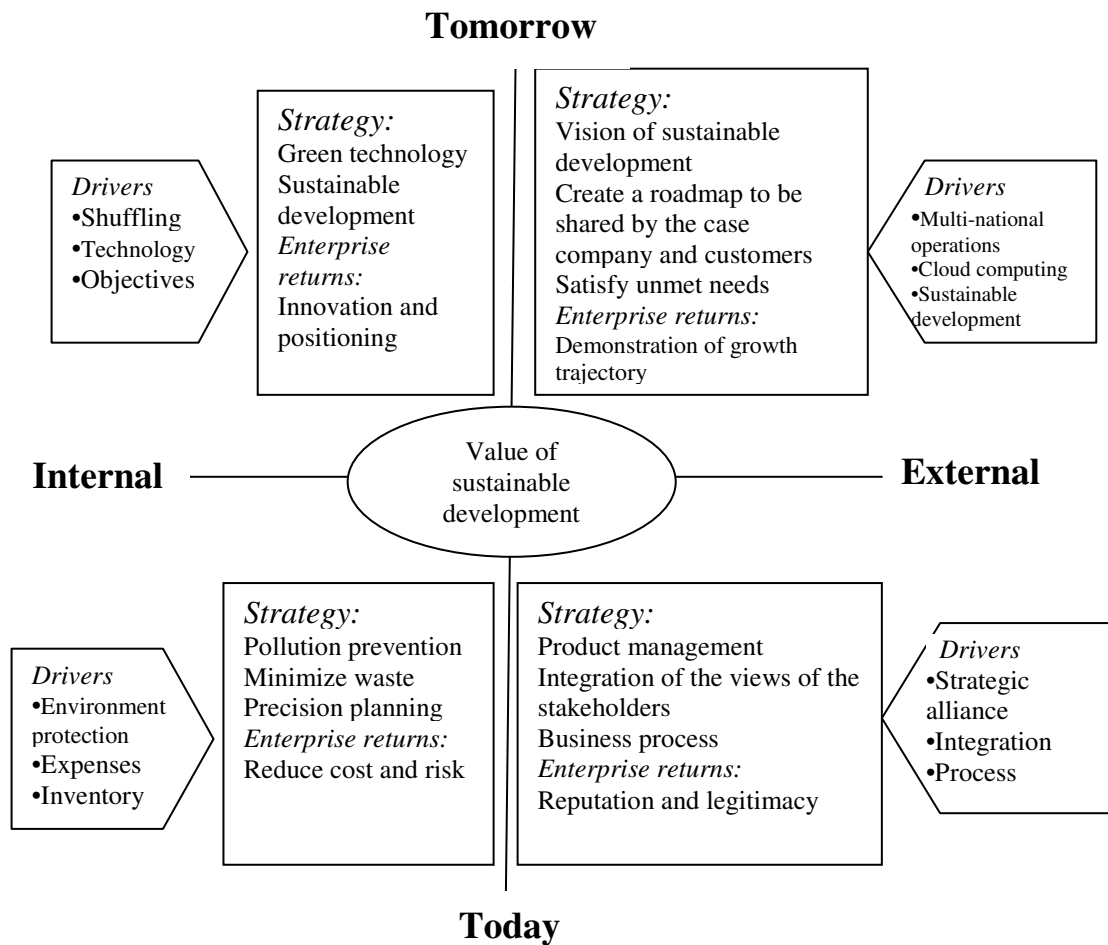 Tomorrow
Drivers
•Shuffling
•Technology
•Objectives
Strategy:
Green technology
Sustainable
development
Enterprise
returns:
Innovation and
positioning
Strategy:
Vision of sustainable
development
Create a roadmap to be
shared by the case
company and customers
Satisfy unmet needs
Enterprise returns:
Demonstration of growth
trajectory
Drivers
•Multi-national
operations
•Cloud computing
•Sustainable
development
Internal
Value of
sustainable
development
External
Drivers
•Environment
protection
•Expenses
•Inventory
Strategy:
Pollution prevention
Minimize waste
Precision planning
Enterprise returns:
Reduce cost and risk
Strategy:
Product management
Integration of the views of the
stakeholders
Business process
Enterprise returns:
Reputation and legitimacy
Drivers
•Strategic
alliance
•Integration
•Process
Today